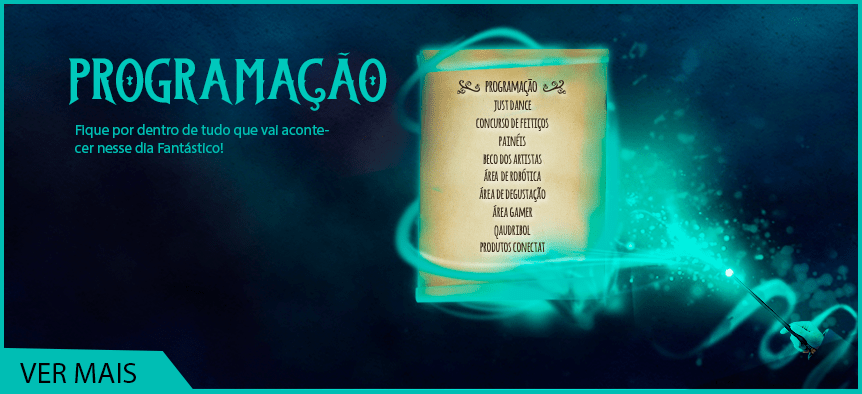 PROGRAMAÇÃO
Fique por dentro de tudo que vai aconte-
cer nesse dia Fantástico!
PROGRAMAÇÃO
JUST DANCE
CONCURSO DE FEITIÇOS
PAINÉIS
BECO DOS ARTISTAS
ÁREA DE ROBÓTICA
ÁREA DE DEGUSTAÇÃO
ÁREA GAMER
QAUDRIBOL
PRODUTOS CONECTAT
VER MAIS